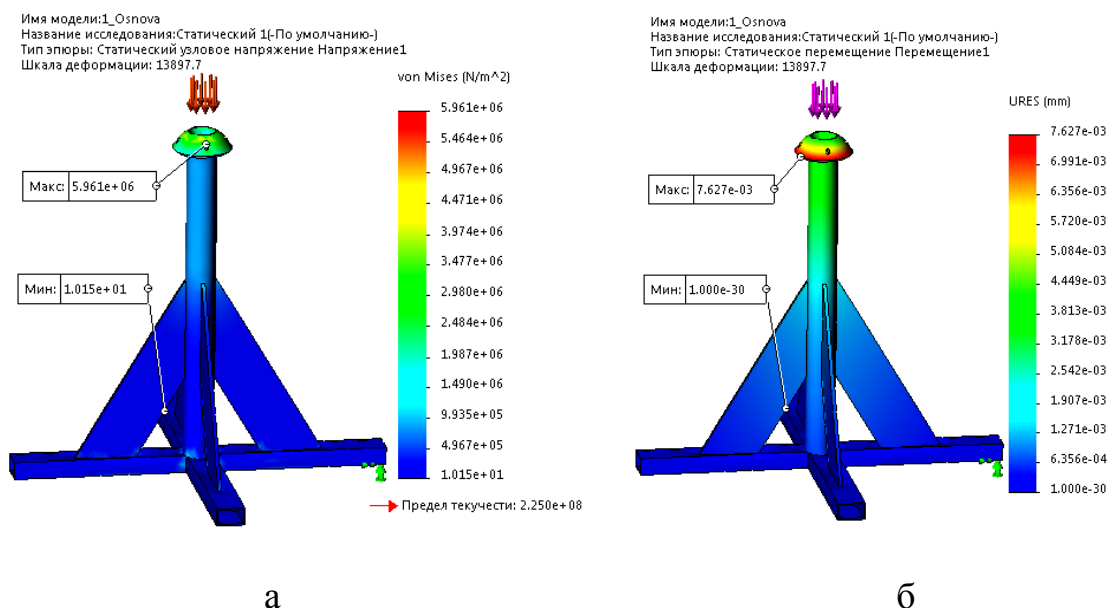 Имя модели:1_Osnova
Название исследования:Статический 1(-По умолчанию-)
Тип эпюры: Статический узловое напряжение Напряжение1
Шкала деформации: 13897.7
von Mises (N/m^2)
5.961e+06
5.464e+06
4.967e+06
4.471e+06
3.974e+06
3.477e+06
2.980e+06
2.484e+06
1.987e+06
1.490e+06
9.935e+05
4.967e+05
1.015e+01
Макс: 5.961e+06
Мин: 1.015e+01
Предел текучести: 2.250e+08
а
Имя модели:1_Osnova
Название исследования:Статический 1(-По умолчанию-)
Тип эпюры: Статическое перемещение Перемещение1
Шкала деформации: 13897.7
URES (mm)
7.627e-03
6.991e-03
6.356e-03
5.720e-03
5.084e-03
4.449e-03
3.813e-03
3.178e-03
2.542e-03
1.907e-03
1.271e-03
6.356e-04
1.000e-30
Макс: 7.627e-03
Мин: 1.000e-30
б